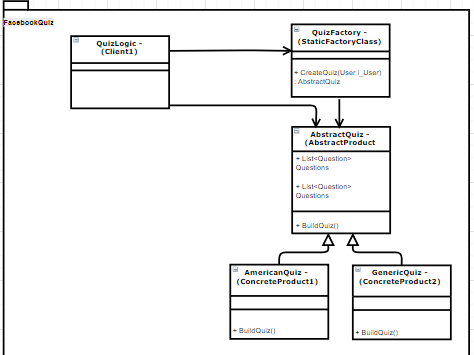 FacebookQuiz
QuizLogic -
(Client1)
QuizFactory -
(StaticFactoryClass)
+ CreateQuiz(User i_User)
: AbstractQuiz
AbstractQuiz -
(AbstractProduct
+ List<Question>
Questions
+ List<Question>
Questions
+ BuildQuiz()
AmericanQuiz -
(ConcreteProduct1)
+ BuildQuiz()
GenericQuiz -
(ConcreteProduct2)
+ BuildQuiz()